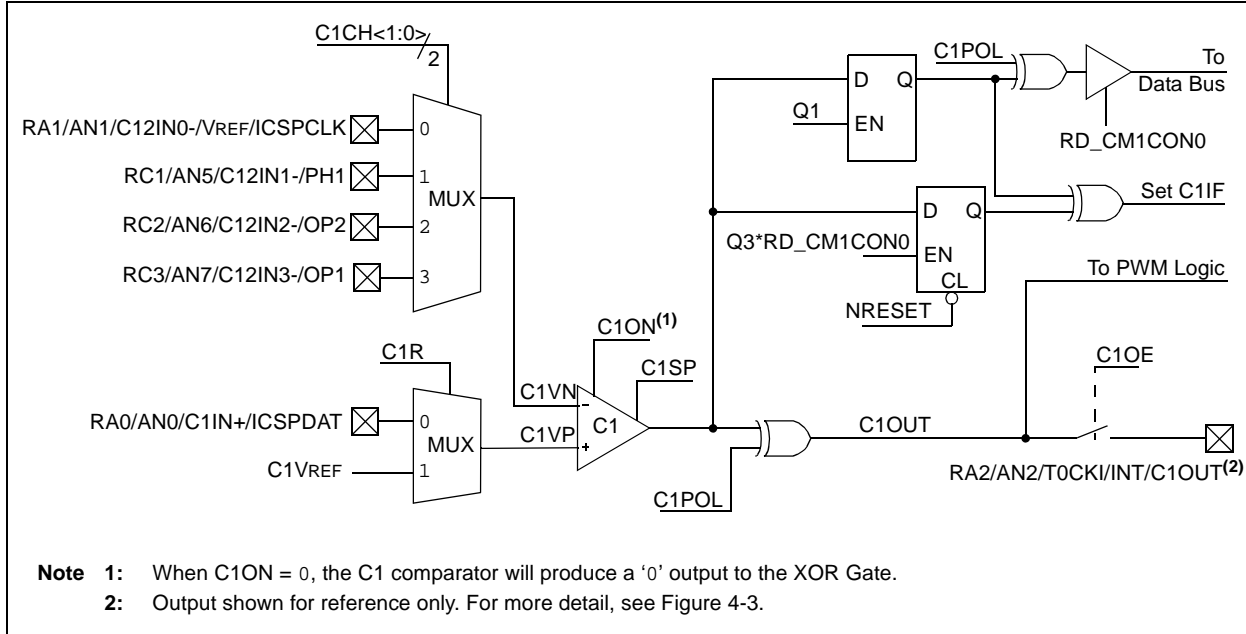 C1CH<1:0>
2
RA1/AN1/C12IN0-/VREF/ICSPCLK
0
RC1/AN5/C12IN1-/PH1
1
MUX
RC2/AN6/C12IN2-/OP2
2
RC3/AN7/C12IN3-/OP1
3
C1R
RA0/AN0/C1IN+/ICSPDAT
0
MUX
C1VREF
1
C1VN
C1VP
C1ON(1)
C1SP
-
C1
+
D Q
Q1
EN
C1POL
To
Data Bus
RD_CM1CON0
D Q
Q3*RD_CM1CON0
EN
CL
NRESET
Set C1IF
To PWM Logic
C1OE
C1OUT
C1POL
RA2/AN2/T0CKI/INT/C1OUT(2)
Note 1: When C1ON = 0, the C1 comparator will produce a ‘0’ output to the XOR Gate.
2: Output shown for reference only. For more detail, see Figure 4-3.